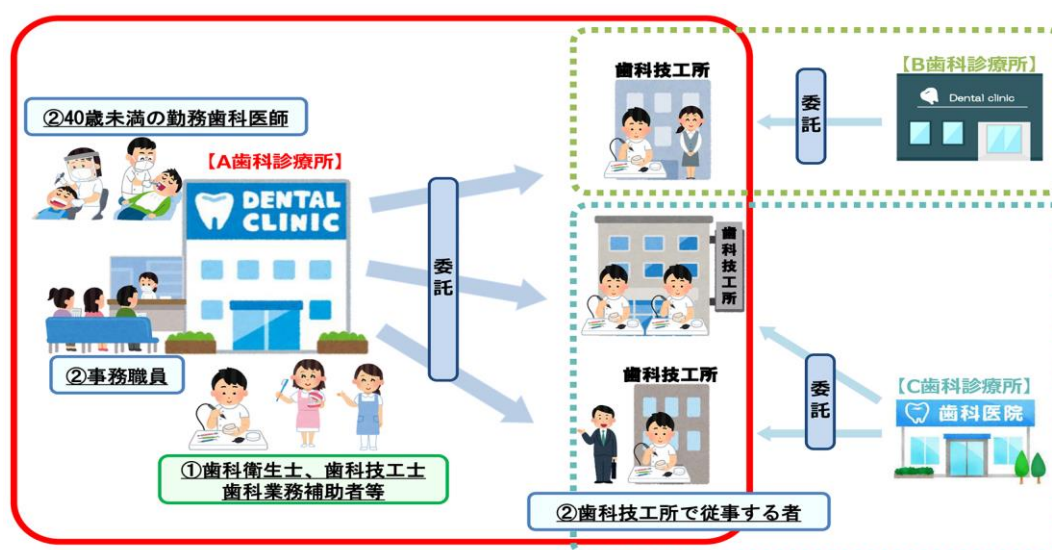 ②40歳未満の勤務歯科医師
【A歯科診療所】
DENTAL
CLINIC
②事務職員
①歯科衛生士、歯科技工士
歯科業務補助者等
委託
歯科技工所
委託
【B歯科診療所】
Dental clinic
歯科技工所
歯科技工所
委託
【C歯科診療所】
歯科医院
②歯科技工所で従事する者